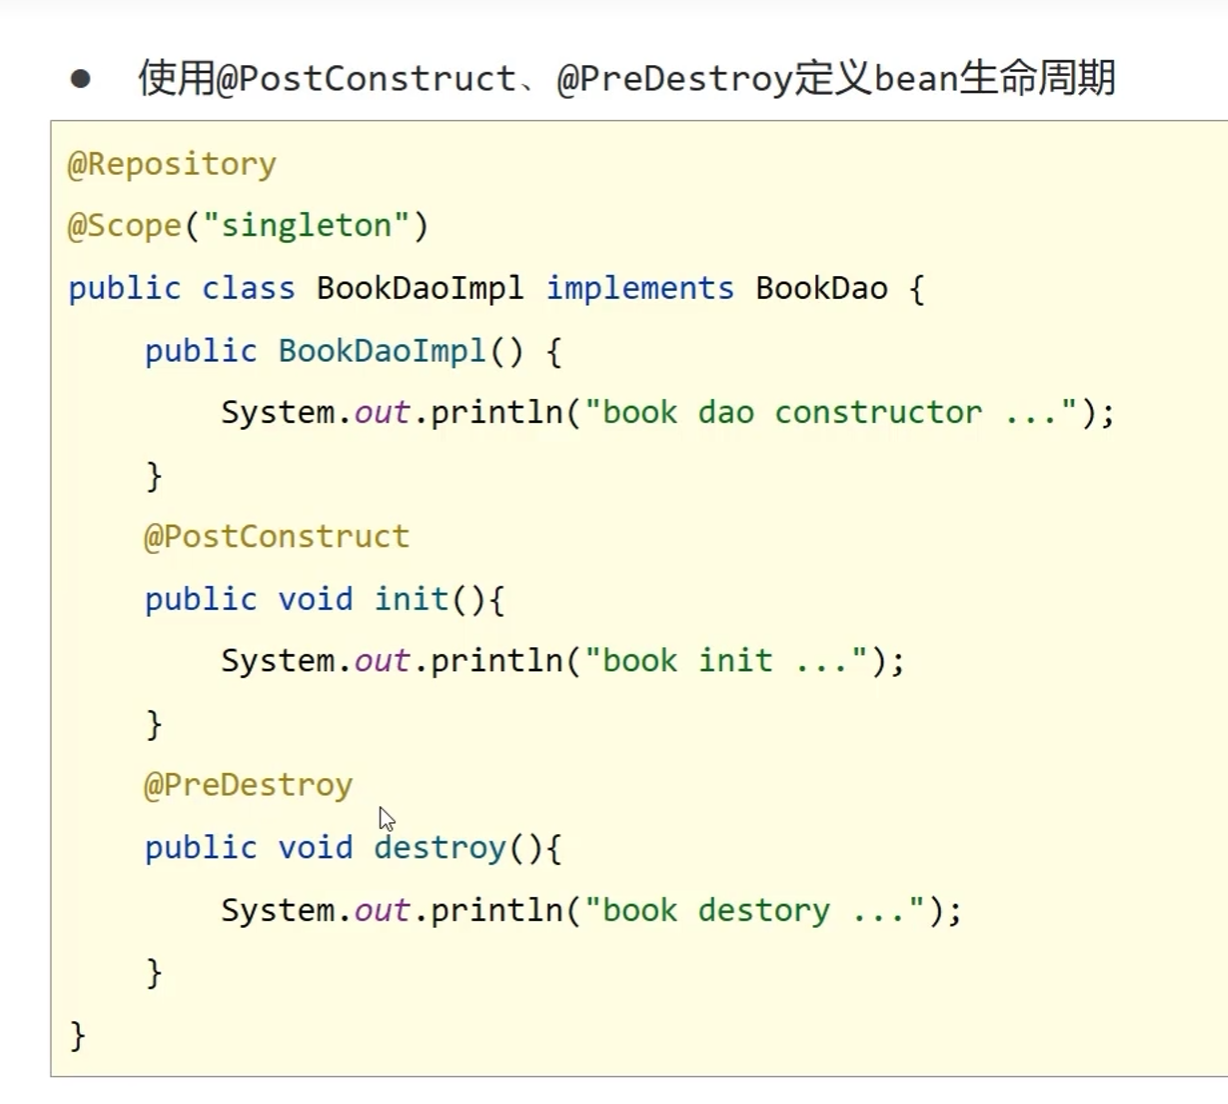 ● 使用@PostConstruct、@PreDestroy定义bean生命周期
@Repository
@Scope("singleton")
public class BookDaoImpl implements BookDao {
    public BookDaoImpl() {
        System.out.println("book dao constructor ...");
    }
    @PostConstruct
    public void init(){
        System.out.println("book init ...");
    }
    @PreDestroy
    public void destroy(){
        System.out.println("book destory ...");
    }
}